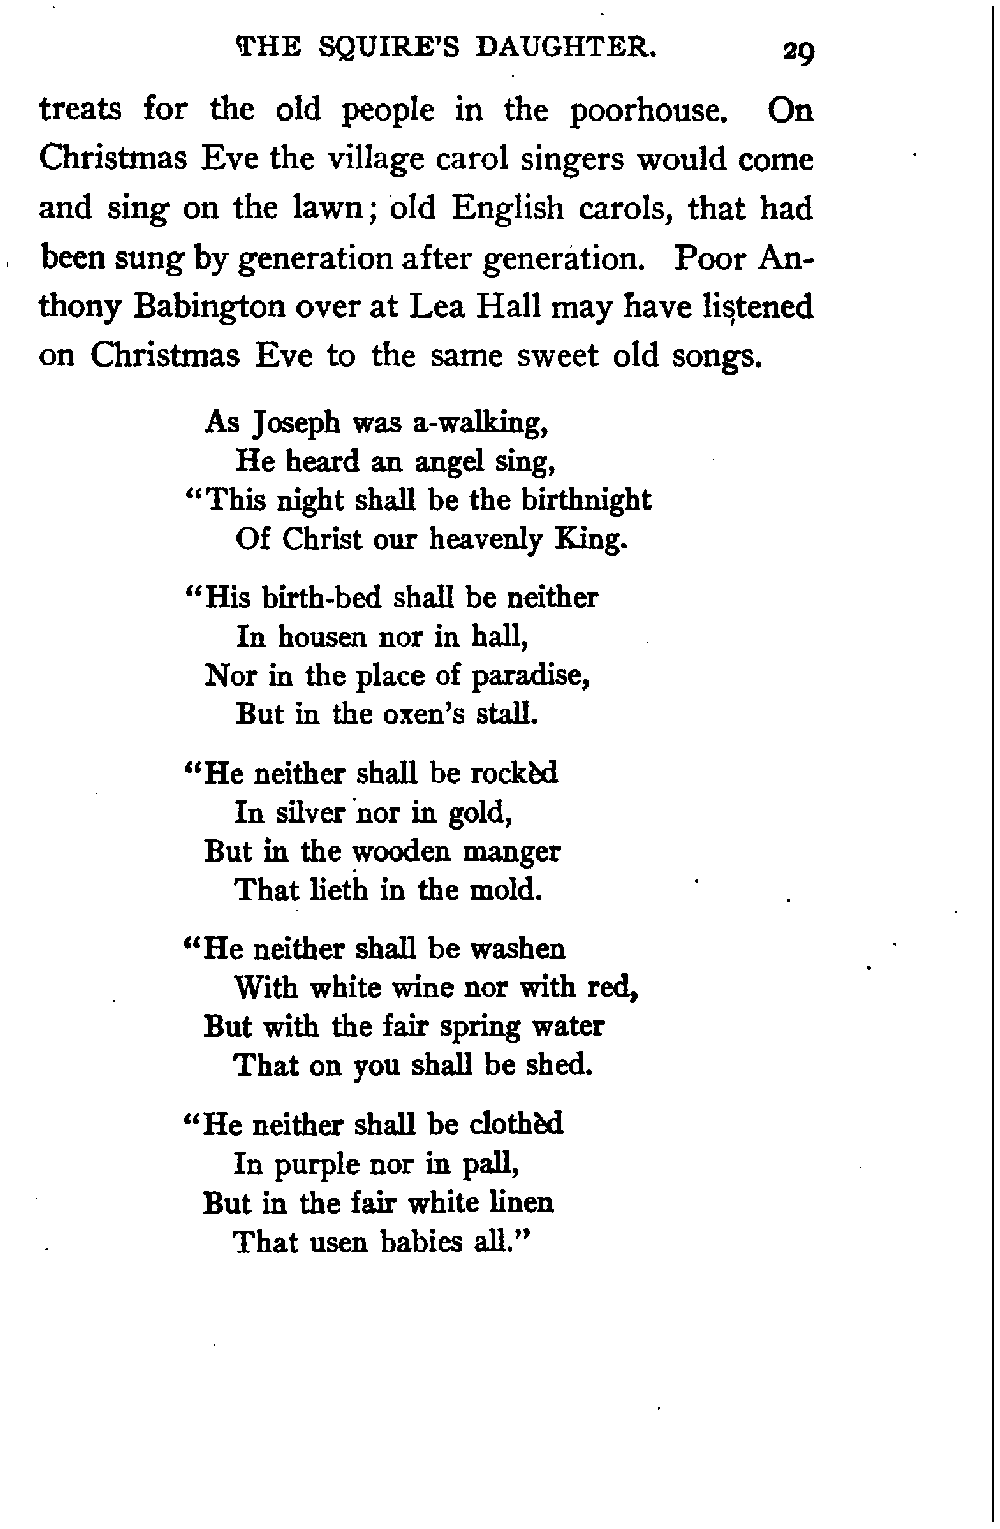 THE SQUIRE'S DAUGHTER. 29
treats for the old people in the poorhouse. On
Christmas Eve the village carol singers would come
and sing on the lawn; old English carols, that had
been sung by generation after generation. Poor An-
thony Babington over at Lea Hall may have listened
on Christmas Eve to the same sweet old songs.
As Joseph was a-walking,
He heard an angel sing,
"This night shall be the birthnight
Of Christ our heavenly King.
"His birth-bed shall be neither
In housen nor in hall,
Nor in the place of paradise,
But in the oxen's stall.
"He neither shall be rockèd
In silver nor in gold,
But in the wooden manger
That lieth in the mold.
"He neither shall be washen
With white wine nor with red,
But with the fair spring water
That on you shall be shed.
"He neither shall be clothèd
In purple nor in pall,
But in the fair white linen
That usen babies all."